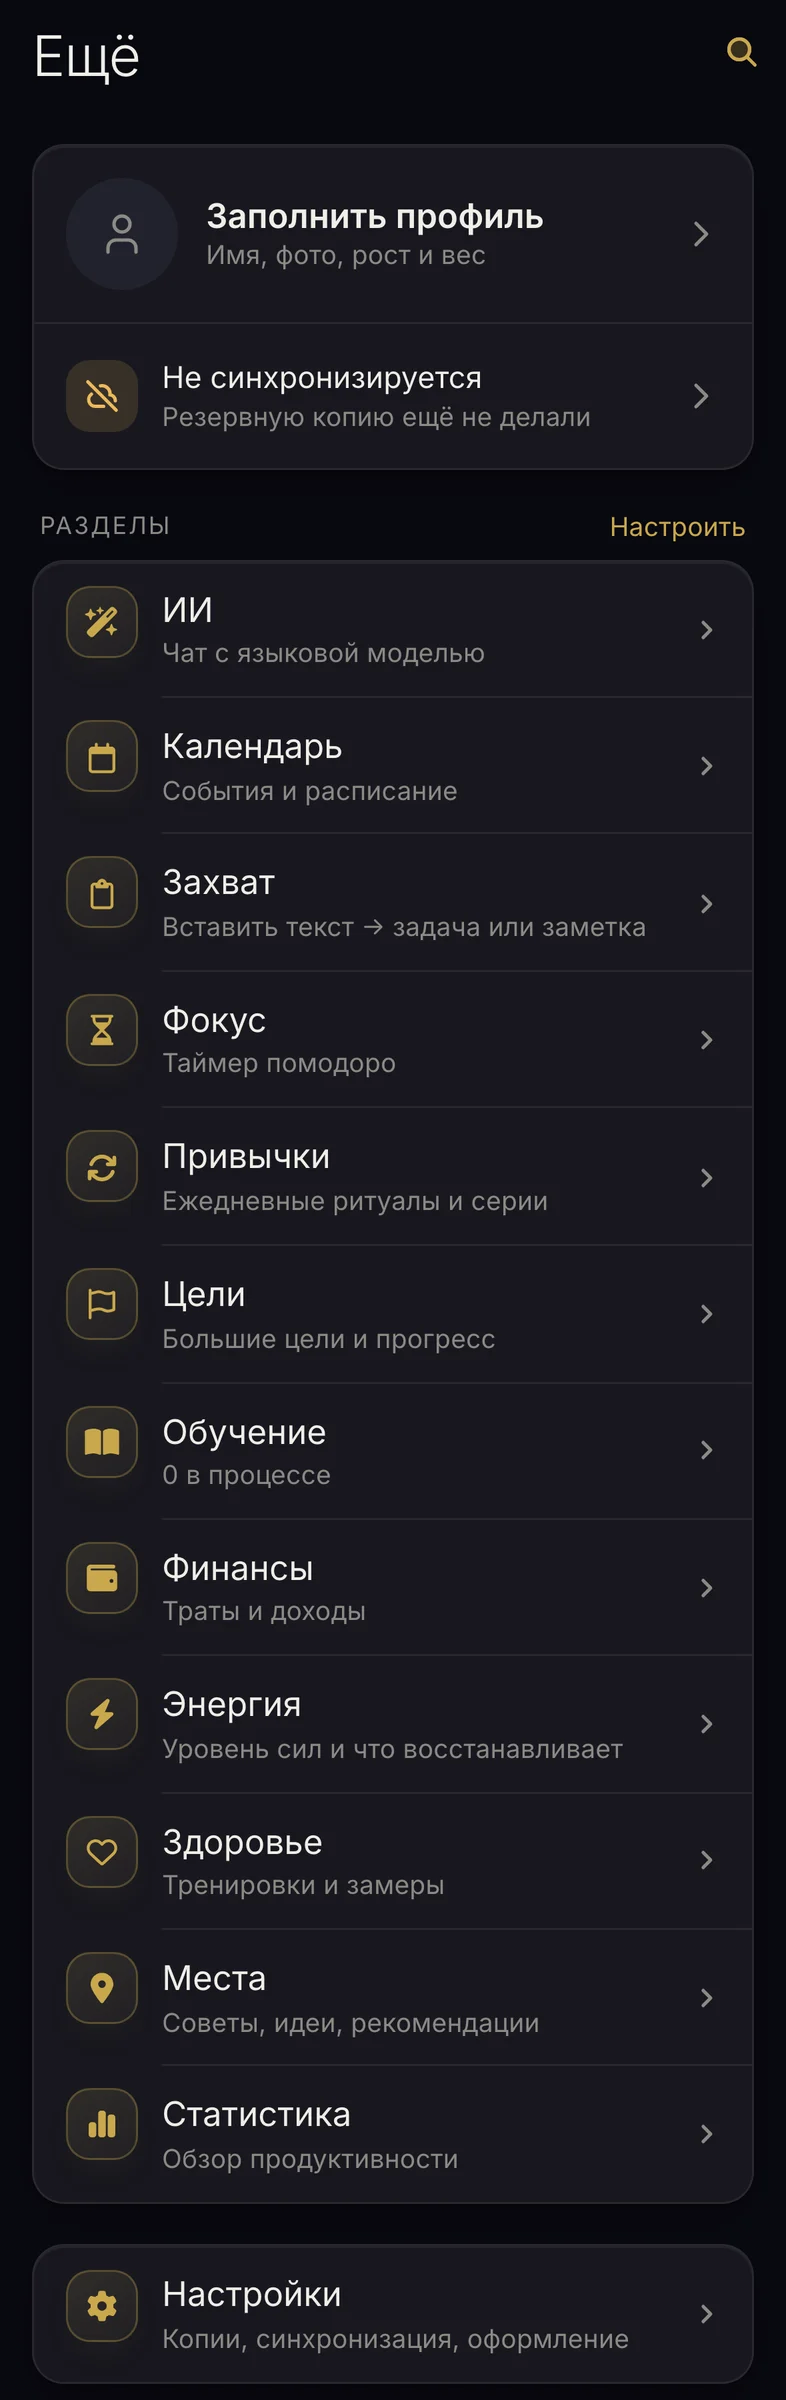 Ещё
Заполнить профиль
Имя, фото, рост и вес
Не синхронизируется
Резервную копию ещё не делали
РАЗДЕЛЫ
Настроить
ИИ
Чат с языковой моделью
Календарь
События и расписание
Захват
Вставить текст → задача или заметка
Фокус
Таймер помодоро
Привычки
Ежедневные ритуалы и серии
Цели
Большие цели и прогресс
Обучение
0 в процессе
Финансы
Траты и доходы
Энергия
Уровень сил и что восстанавливает
Здоровье
Тренировки и замеры
Места
Советы, идеи, рекомендации
Статистика
Обзор продуктивности
Настройки
Копии, синхронизация, оформление